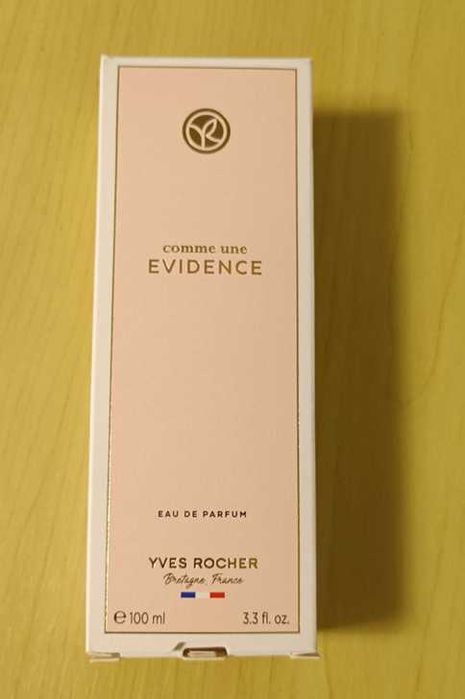 comme une
EVIDENCE
EAU DE PARFUM
YVES ROCHER
Bretagne, France
℮ 100 ml 3.3 fl. oz.